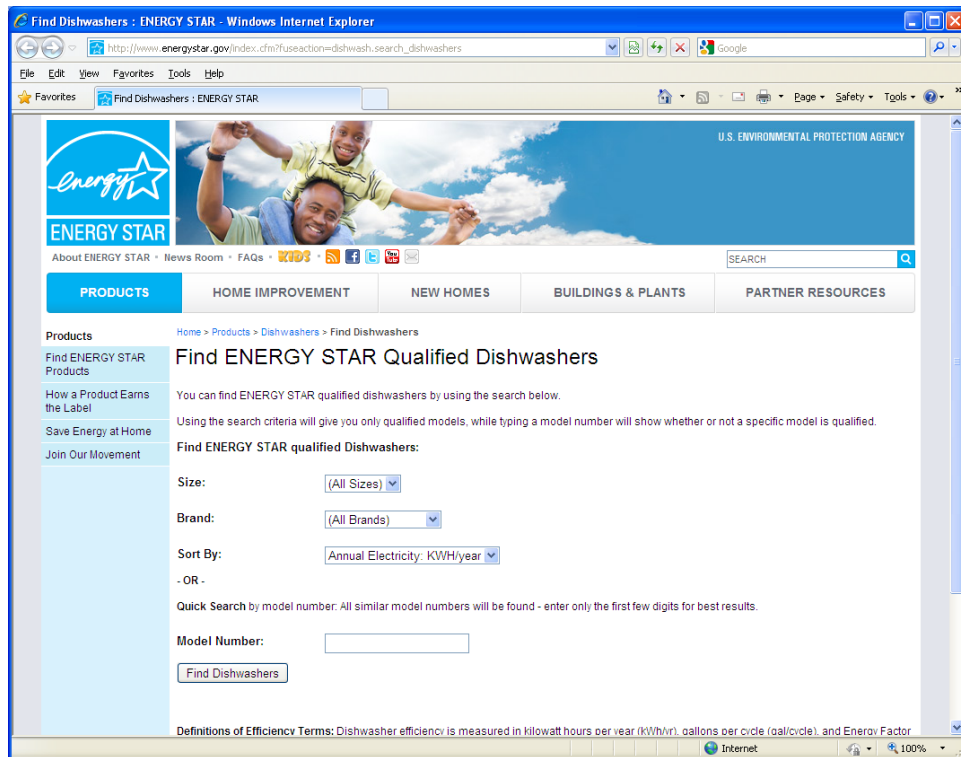 Find Dishwashers : ENERGY STAR - Windows Internet Explorer
http://www.energystar.gov/index.cfm?fuseaction=dishwash.search_dishwashers
Google
File Edit View Favorites Tools Help
Favorites
Find Dishwashers : ENERGY STAR
Page Safety Tools
energy
ENERGY STAR
U.S. ENVIRONMENTAL PROTECTION AGENCY
About ENERGY STAR News Room FAQs KIDS You Tube
SEARCH
PRODUCTS HOME IMPROVEMENT NEW HOMES BUILDINGS & PLANTS PARTNER RESOURCES
Products
Find ENERGY STAR
Products
How a Product Earns
the Label
Save Energy at Home
Join Our Movement
Home > Products > Dishwashers > Find Dishwashers
Find ENERGY STAR Qualified Dishwashers
You can find ENERGY STAR qualified dishwashers by using the search below.
Using the search criteria will give you only qualified models, while typing a model number will show whether or not a specific model is qualified.
Find ENERGY STAR qualified Dishwashers:
Size: (All Sizes)
Brand: (All Brands)
Sort By: Annual Electricity: KWH/year
- OR -
Quick Search by model number: All similar model numbers will be found - enter only the first few digits for best results.
Model Number:
Find Dishwashers
Definitions of Efficiency Terms: Dishwasher efficiency is measured in kilowatt hours per year (kWh/yr), gallons per cycle (gal/cycle), and Energy Factor
Internet 100%